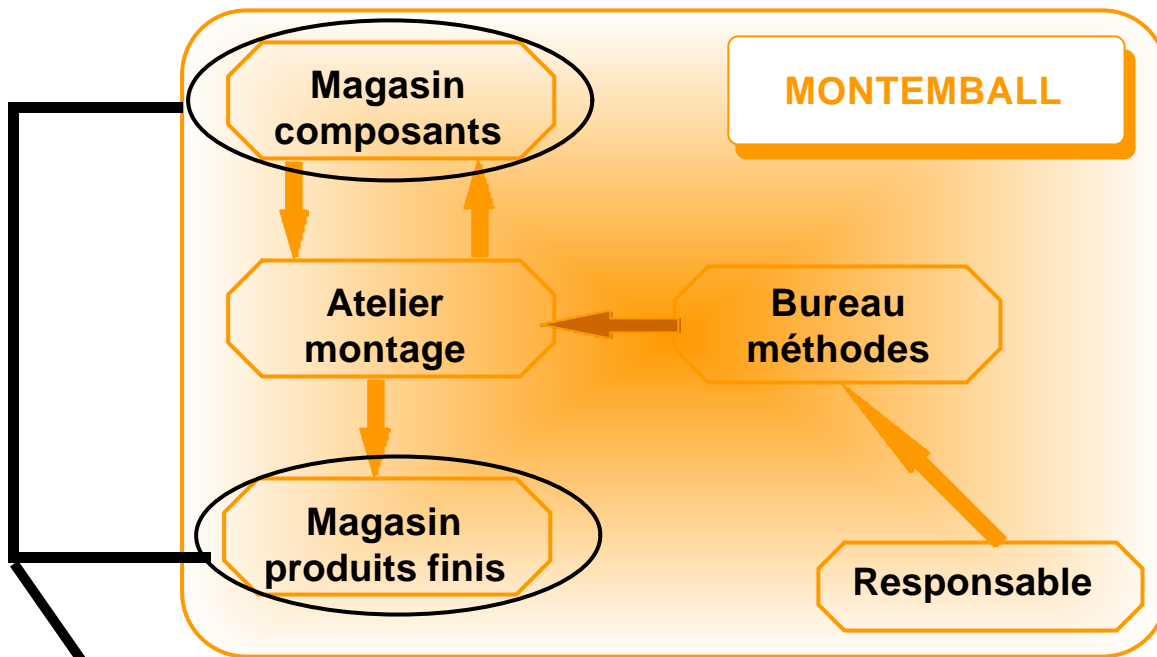 Magasin
composants
MONTEMBALL
Atelier
montage
Bureau
méthodes
Magasin
produits finis
Responsable